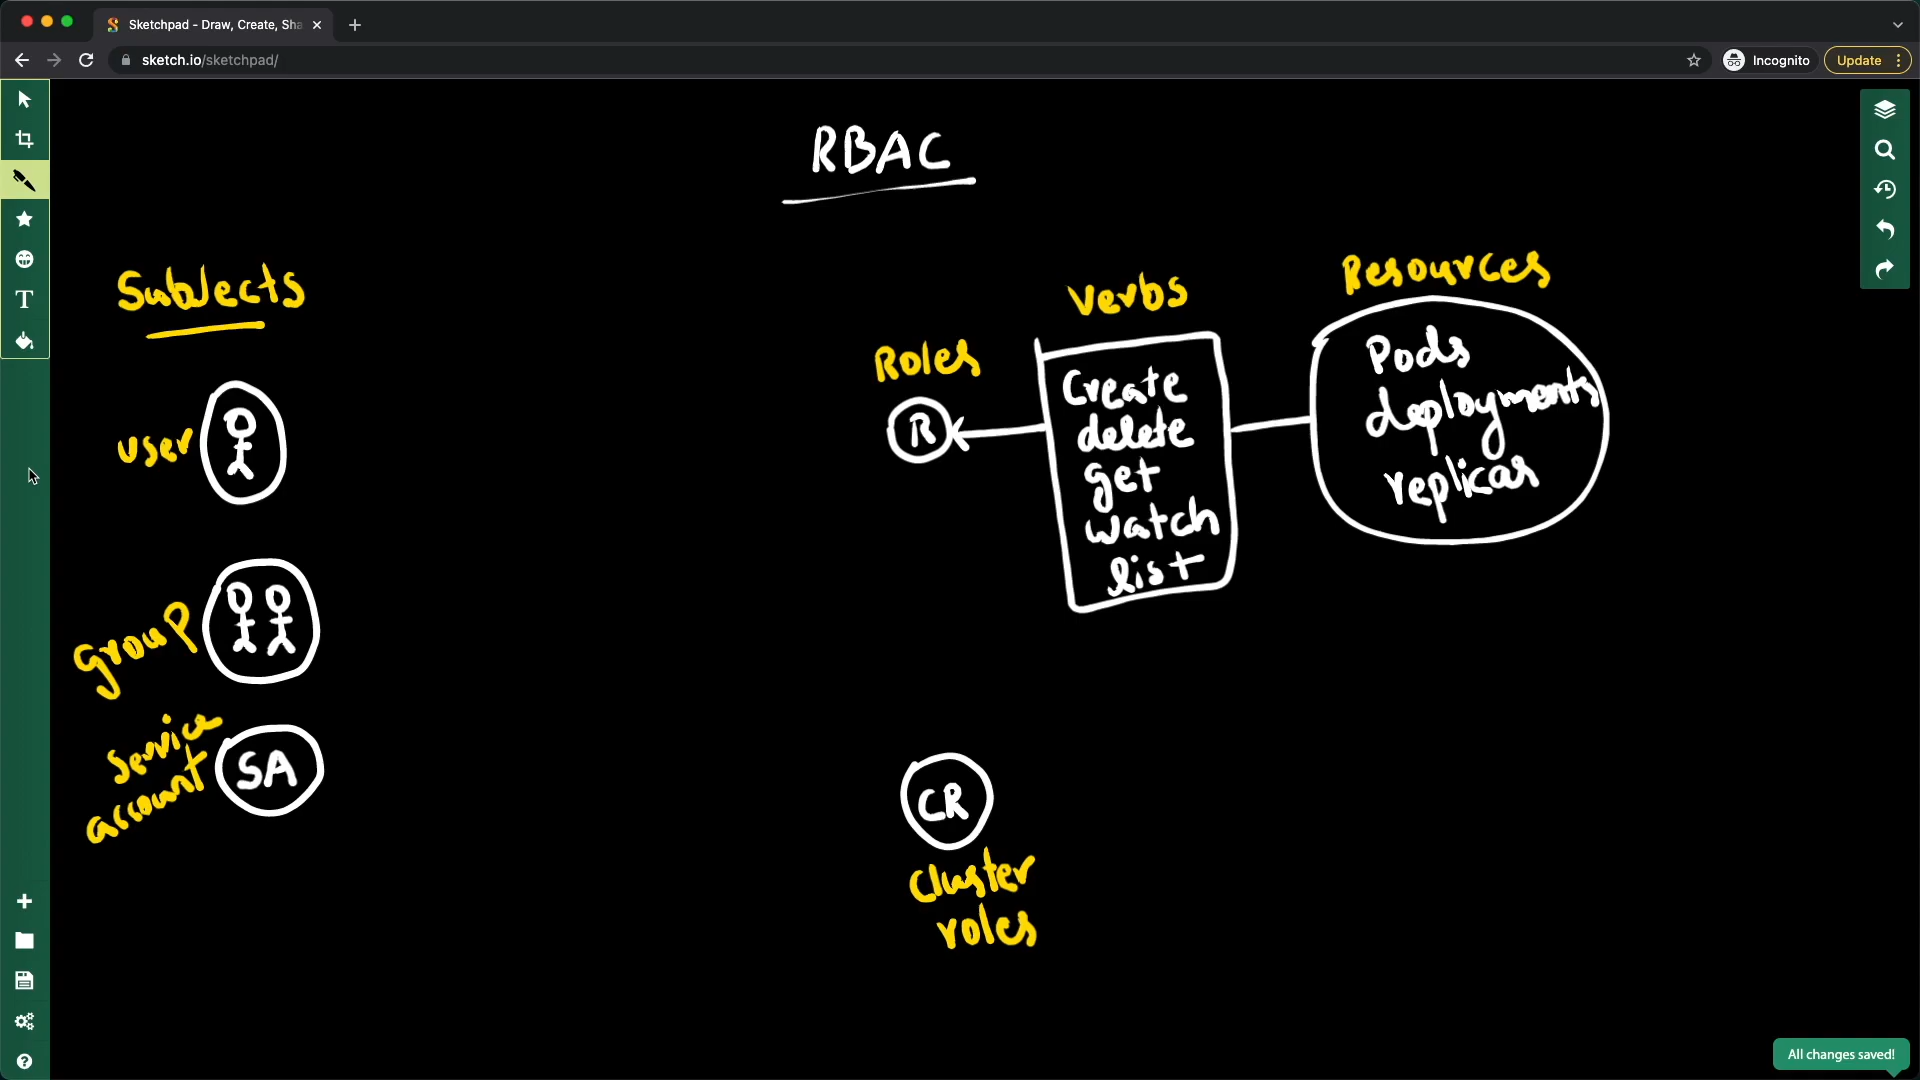 Sketchpad - Draw, Create, Sha
sketch.io/sketchpad/
Incognito
Update
RBAC
Subjects
user
group
service
account
SA
Roles
R
Verbs
Create
delete
get
watch
list
Resources
Pods
deployments
replicas
CR
Cluster
roles
T
All changes saved!